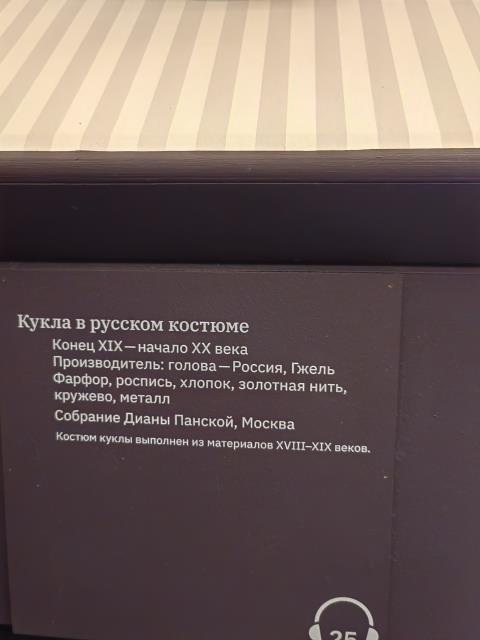 Кукла в русском костюме
Конец XIX—начало XX века
Производитель: голова—Россия, Гжель
Фарфор, роспись, хлопок, золотная нить,
кружево, металл
Собрание Дианы Панской, Москва
Костюм куклы выполнен из материалов XVIII–XIX веков.
25